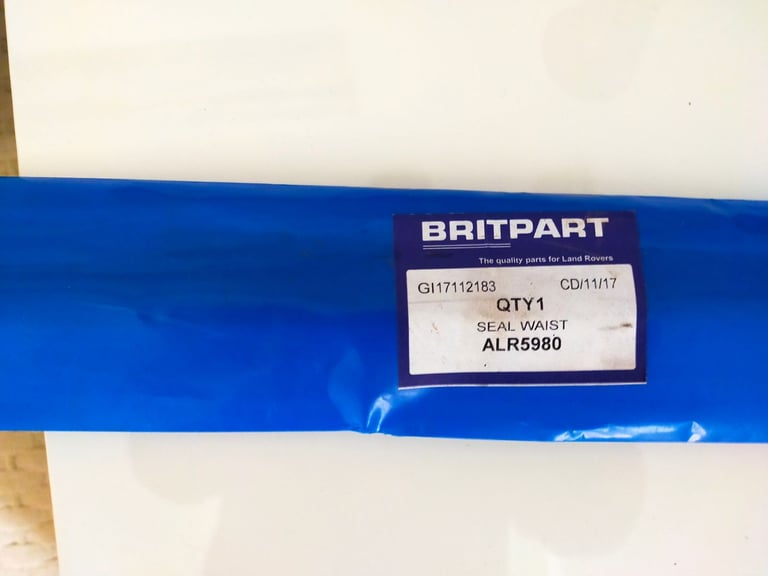 BRITPART
The quality parts for Land Rovers
GI17112183 CD/11/17
QTY1
SEAL WAIST
ALR5980